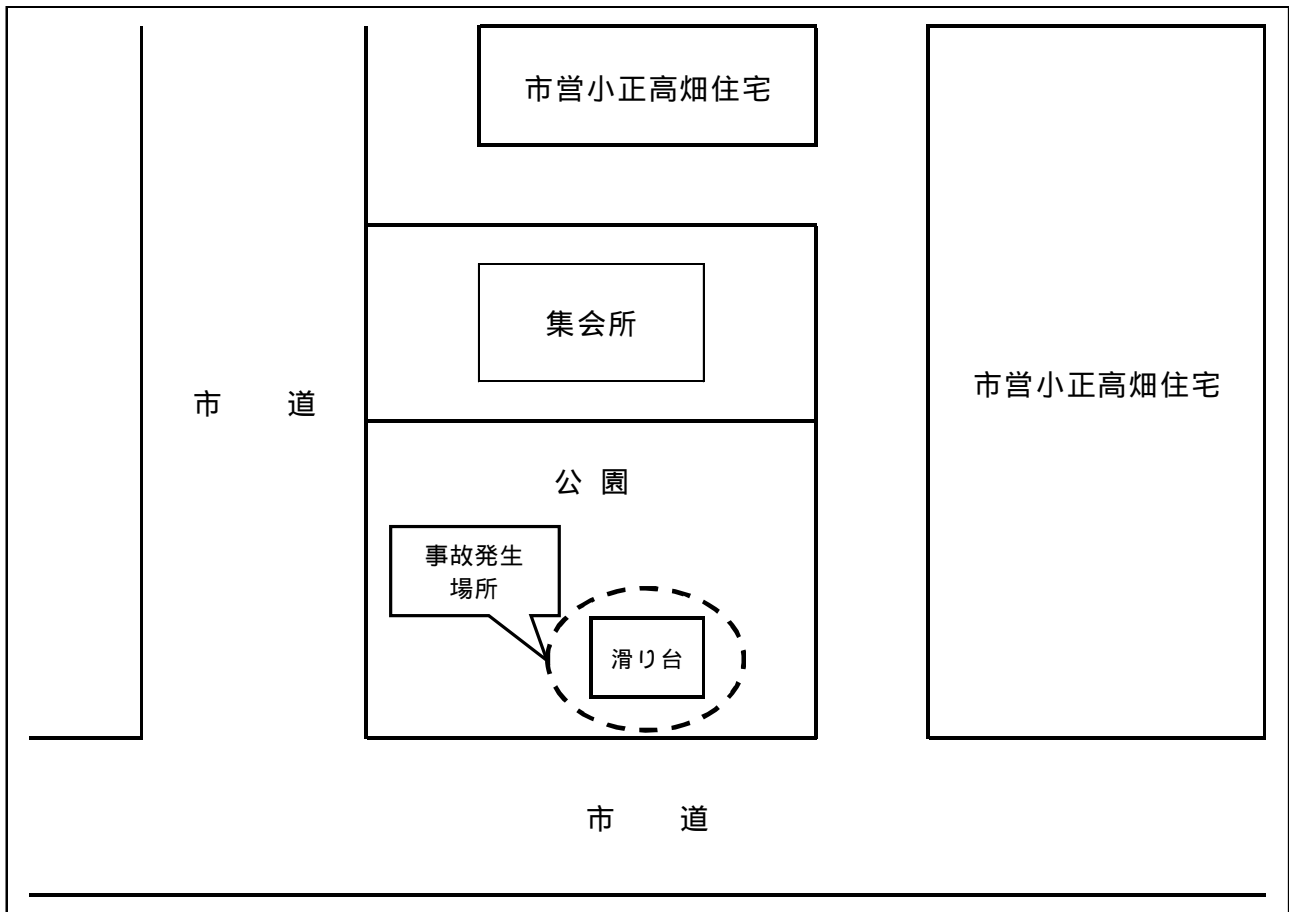 市営小正高畑住宅
集会所
市営小正高畑住宅
市　　道
公 園
事故発生
場所
滑り台
市　　道